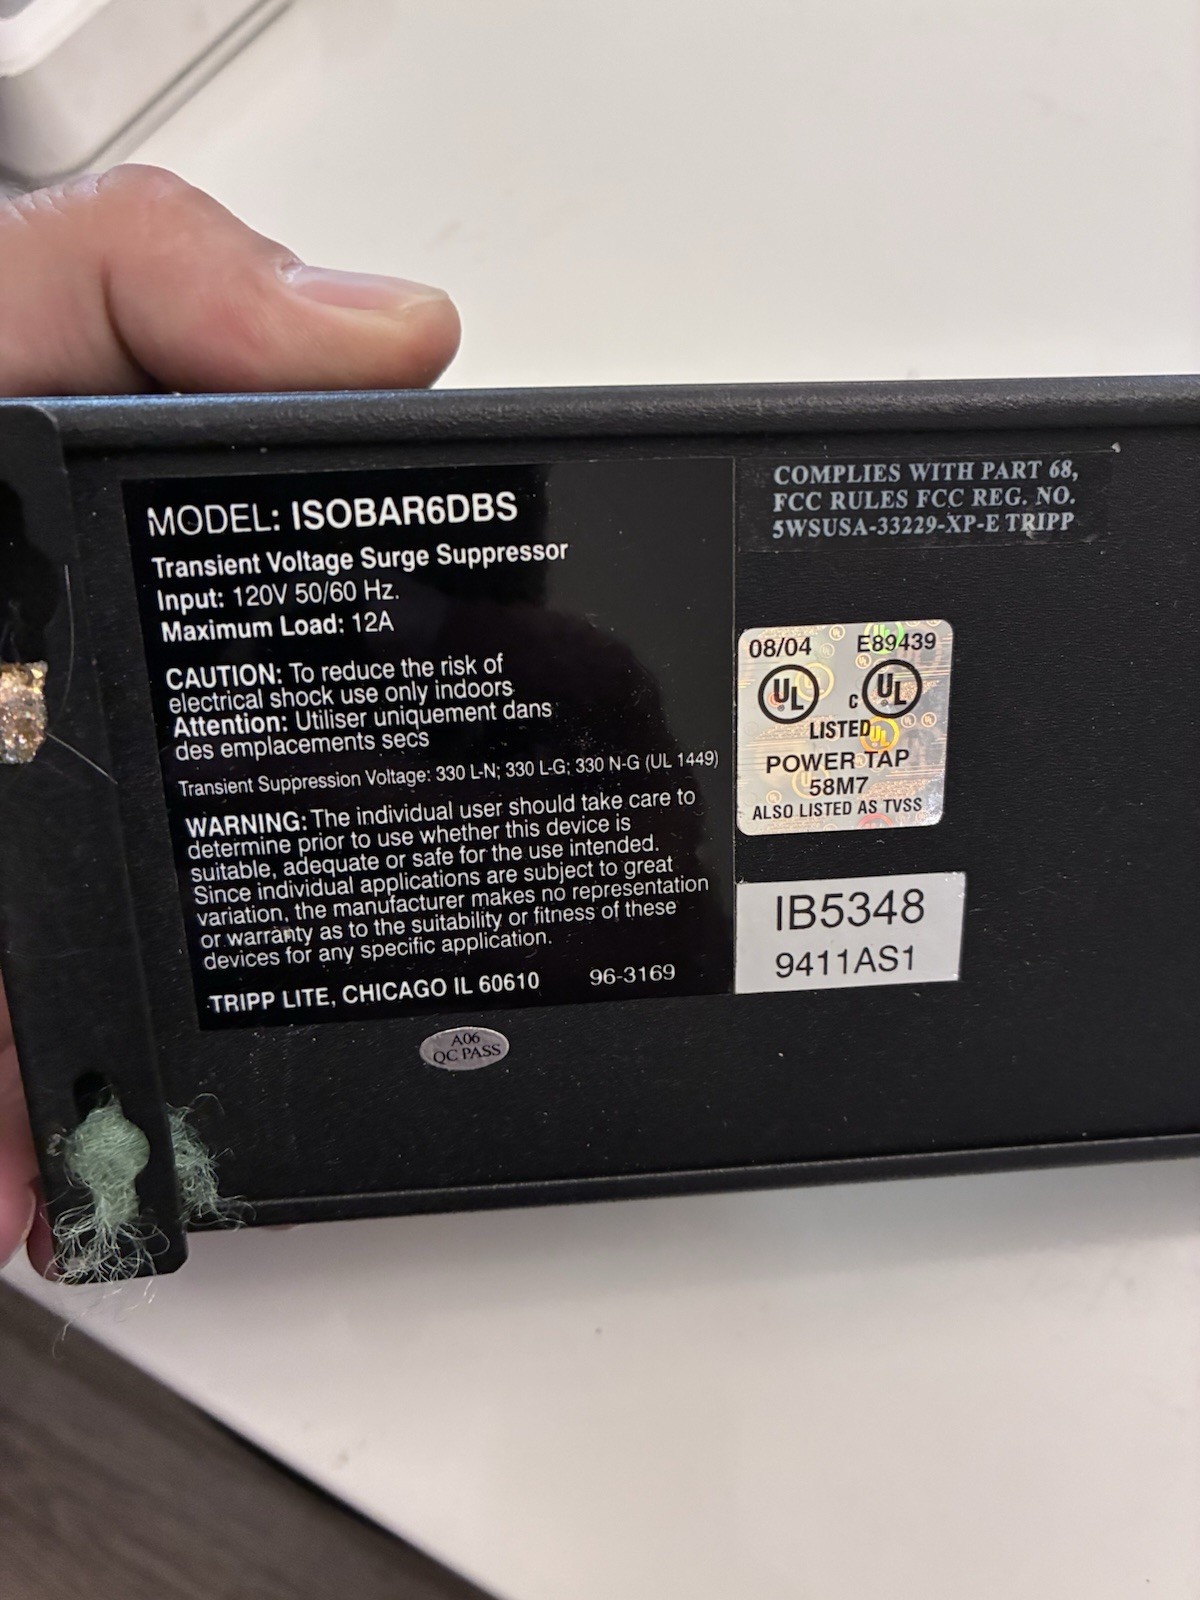 MODEL: ISOBAR6DBS
Transient Voltage Surge Suppressor
Input: 120V 50/60 Hz.
Maximum Load: 12A
CAUTION: To reduce the risk of
electrical shock use only indoors
Attention: Utiliser uniquement dans
des emplacements secs
Transient Suppression Voltage: 330 L-N; 330 L-G; 330 N-G (UL 1449)
WARNING: The individual user should take care to
determine prior to use whether this device is
suitable, adequate or safe for the use intended.
Since individual applications are subject to great
variation, the manufacturer makes no representation
or warranty as to the suitability or fitness of these
devices for any specific application.
TRIPP LITE, CHICAGO IL 60610 96-3169
A06
QC PASS
COMPLIES WITH PART 68,
FCC RULES FCC REG. NO.
5WSUSA-33229-XP-E TRIPP
08/04 E89439
UL c UL
LISTED
POWER TAP
58M7
ALSO LISTED AS TVSS
IB5348
9411AS1